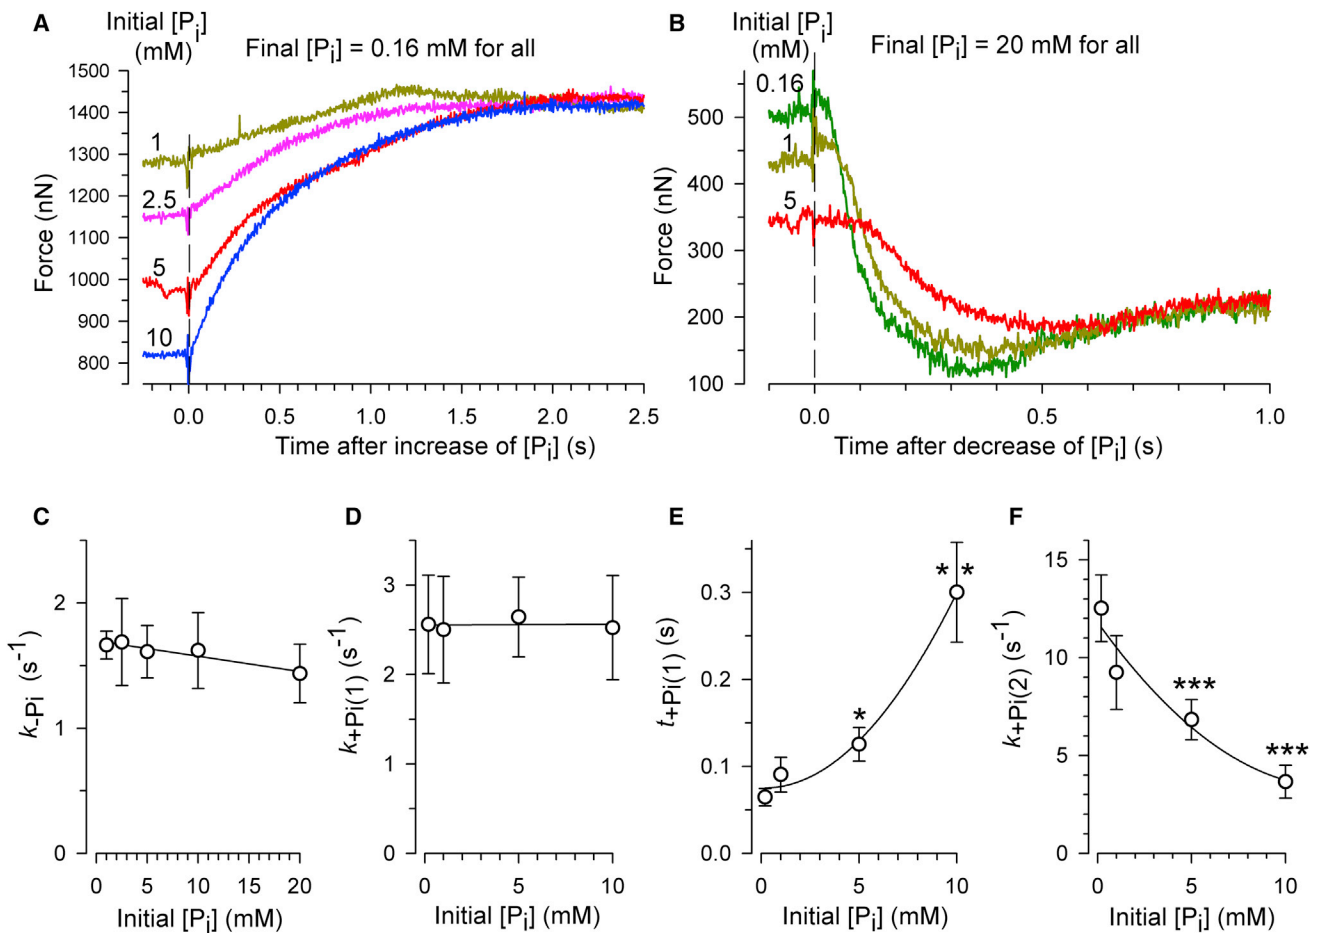 A
Initial [Pi]
(mM)
Final [Pi] = 0.16 mM for all
1500
1400
1300
1200
1100
1000
900
800
Force (nN)
1
2.5
5
10
0.0
0.5
1.0
1.5
2.0
2.5
Time after increase of [Pi] (s)
B
Initial [Pi]
(mM)
Final [Pi] = 20 mM for all
0.16
1
5
500
400
300
200
100
Force (nN)
0.0
0.5
1.0
Time after decrease of [Pi] (s)
C
2
1
0
k-Pi (s-1)
0
5
10
15
20
Initial [Pi] (mM)
D
3
2
1
0
k+Pi(1) (s-1)
0
5
10
Initial [Pi] (mM)
E
0.3
0.2
0.1
0.0
t+Pi(1) (s)
*
**
0
5
10
Initial [Pi] (mM)
F
15
10
5
0
k+Pi(2) (s-1)
***
***
0
5
10
Initial [Pi] (mM)